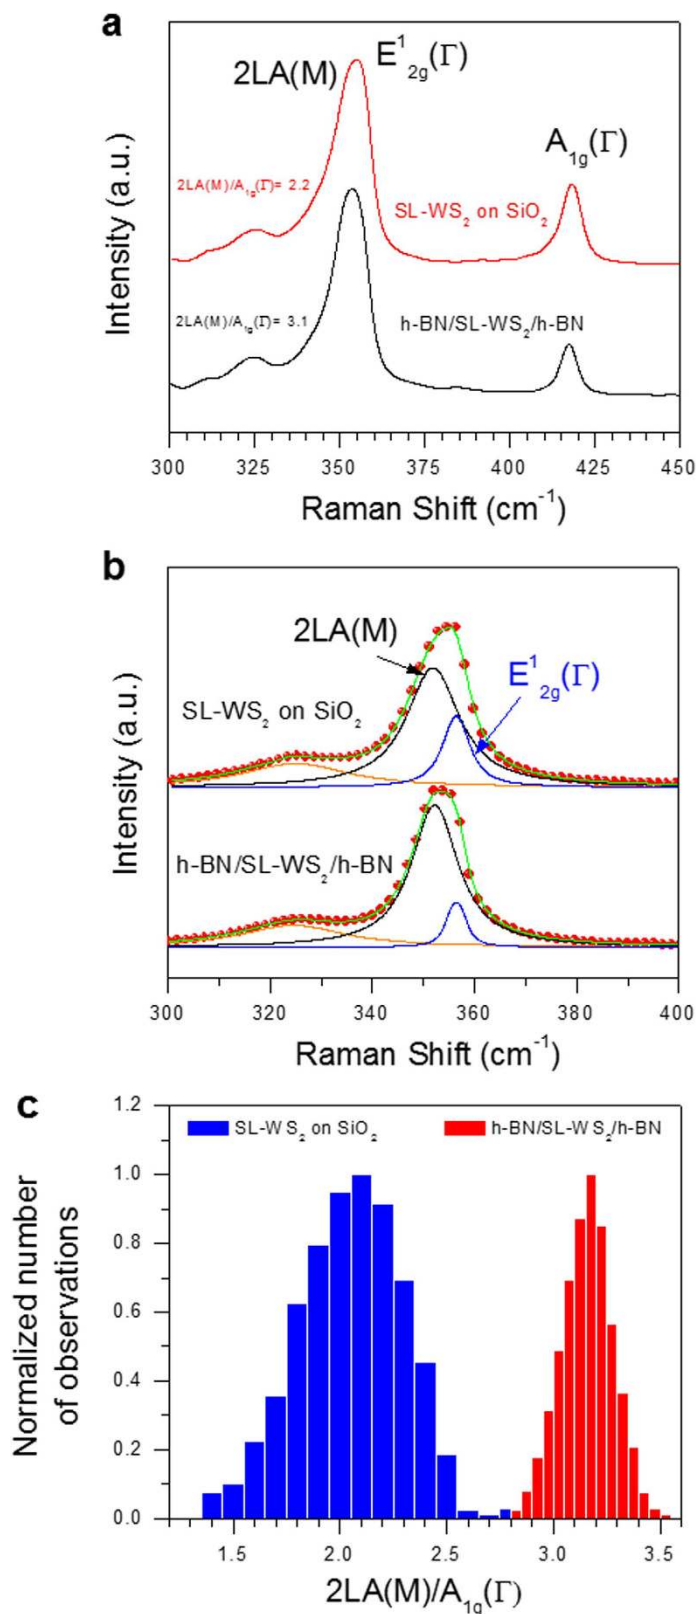 a
2LA(M)
E¹₂g(Γ)
A₁g(Γ)
2LA(M)/A₁g(Γ)= 2.2
SL-WS₂ on SiO₂
2LA(M)/A₁g(Γ)= 3.1
h-BN/SL-WS₂/h-BN
Intensity (a.u.)
300 325 350 375 400 425 450
Raman Shift (cm⁻¹)
b
2LA(M)
E¹₂g(Γ)
SL-WS₂ on SiO₂
h-BN/SL-WS₂/h-BN
Intensity (a.u.)
300 320 340 360 380 400
Raman Shift (cm⁻¹)
c
SL-WS₂ on SiO₂
h-BN/SL-WS₂/h-BN
Normalized number
of observations
1.2
1.0
0.8
0.6
0.4
0.2
0.0
1.5 2.0 2.5 3.0 3.5
2LA(M)/A₁g(Γ)